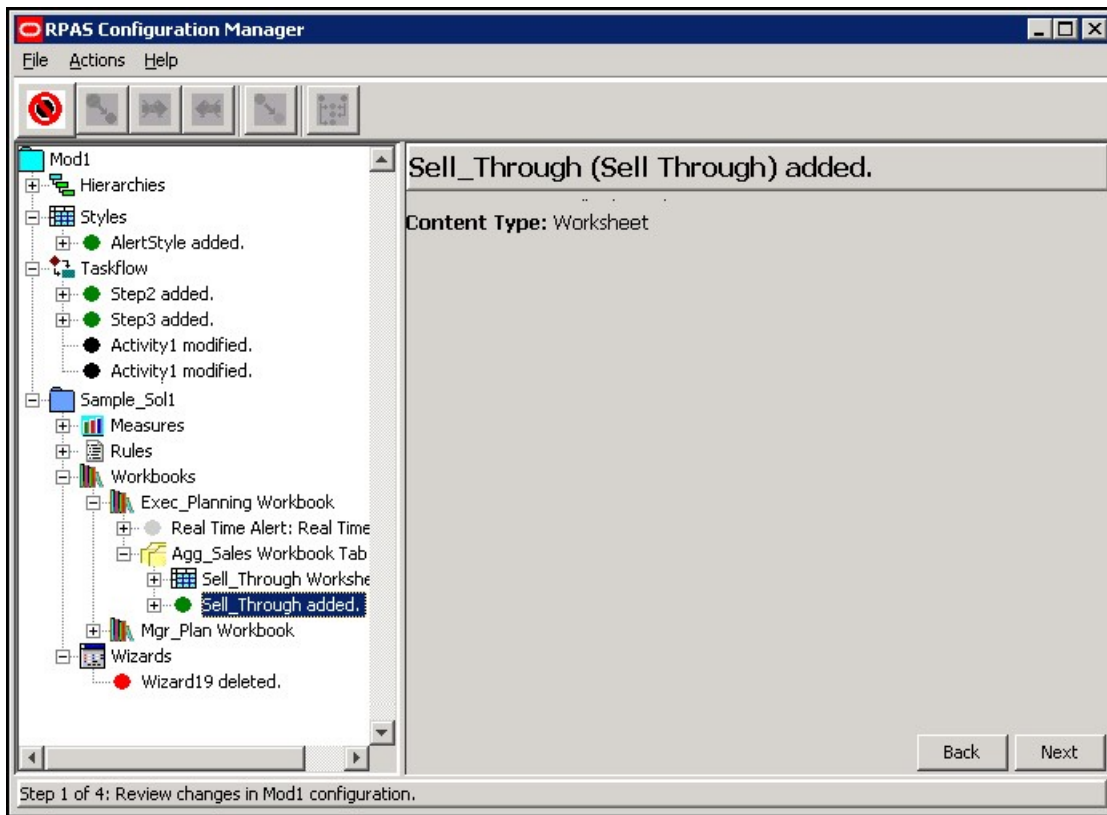 RPAS Configuration Manager
File Actions Help
Mod1
Hierarchies
Styles
AlertStyle added.
Taskflow
Step2 added.
Step3 added.
Activity1 modified.
Activity1 modified.
Sample_Sol1
Measures
Rules
Workbooks
Exec_Planning Workbook
Real Time Alert: Real Time
Agg_Sales Workbook Tab
Sell_Through Workshe
Sell_Through added.
Mgr_Plan Workbook
Wizards
Wizard19 deleted.
Sell_Through (Sell Through) added.
Content Type: Worksheet
Back Next
Step 1 of 4: Review changes in Mod1 configuration.